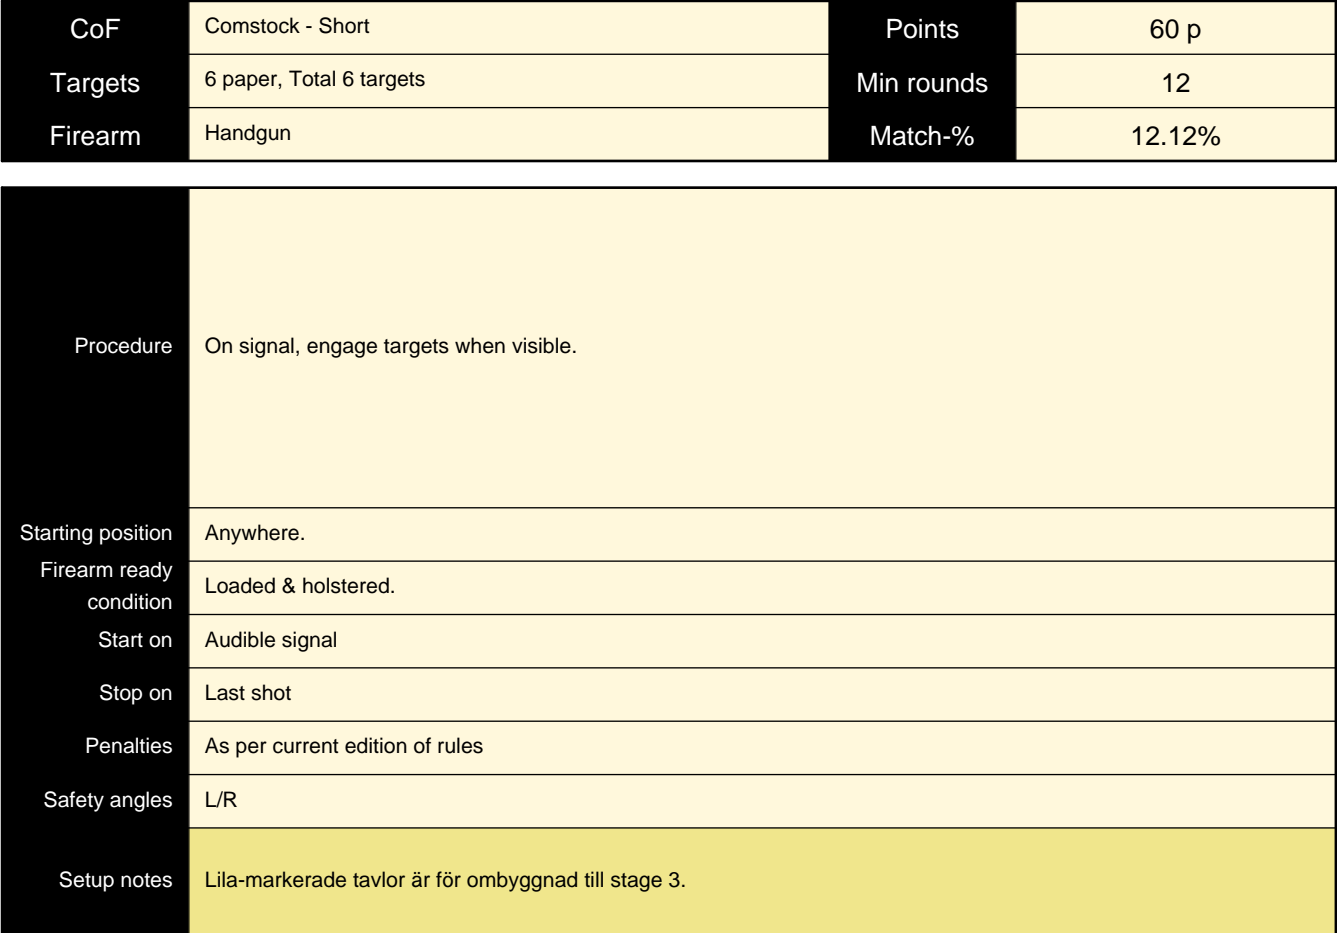 CoF Comstock - Short Points 60 p
Targets 6 paper, Total 6 targets Min rounds 12
Firearm Handgun Match-% 12.12%
Procedure On signal, engage targets when visible.
Starting position Anywhere.
Firearm ready
condition Loaded & holstered.
Start on Audible signal
Stop on Last shot
Penalties As per current edition of rules
Safety angles L/R
Setup notes Lila-markerade tavlor är för ombyggnad till stage 3.